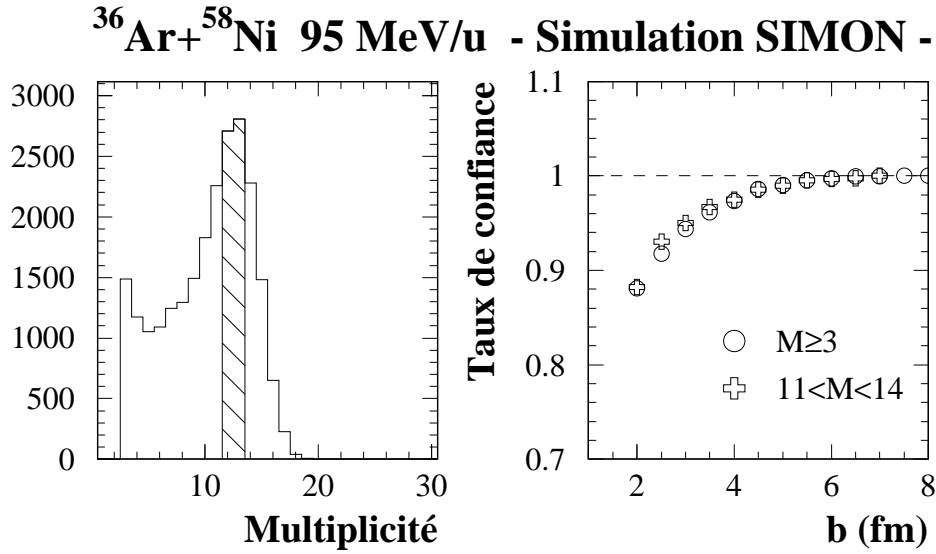 ³⁶Ar+⁵⁸Ni 95 MeV/u - Simulation SIMON -
3000
2500
2000
1500
1000
500
0
10 20 30
Multiplicité
Taux de confiance
1.1
1
0.9
0.8
0.7
M≥3
11<M<14
2 4 6 8
b (fm)